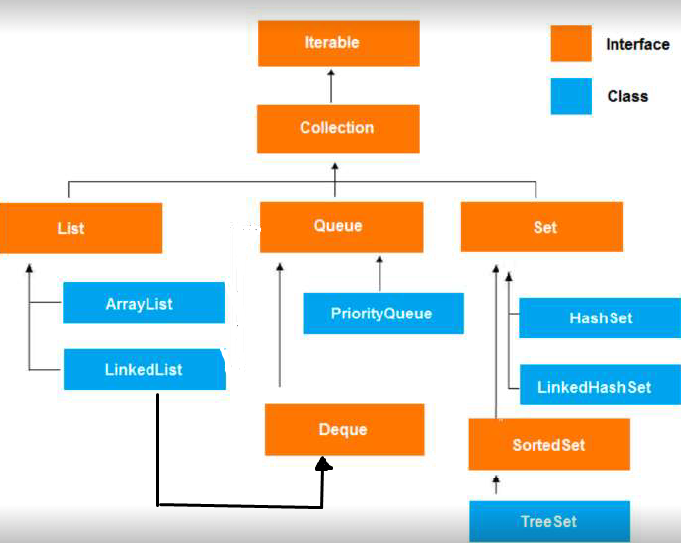 Iterable
Interface
Class
Collection
List
Queue
Set
ArrayList
PriorityQueue
HashSet
LinkedList
LinkedHashSet
Deque
SortedSet
TreeSet